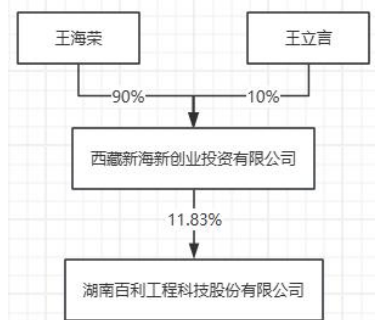 王海荣
王立言
90%
10%
西藏新海新创业投资有限公司
11.83%
湖南百利工程科技股份有限公司